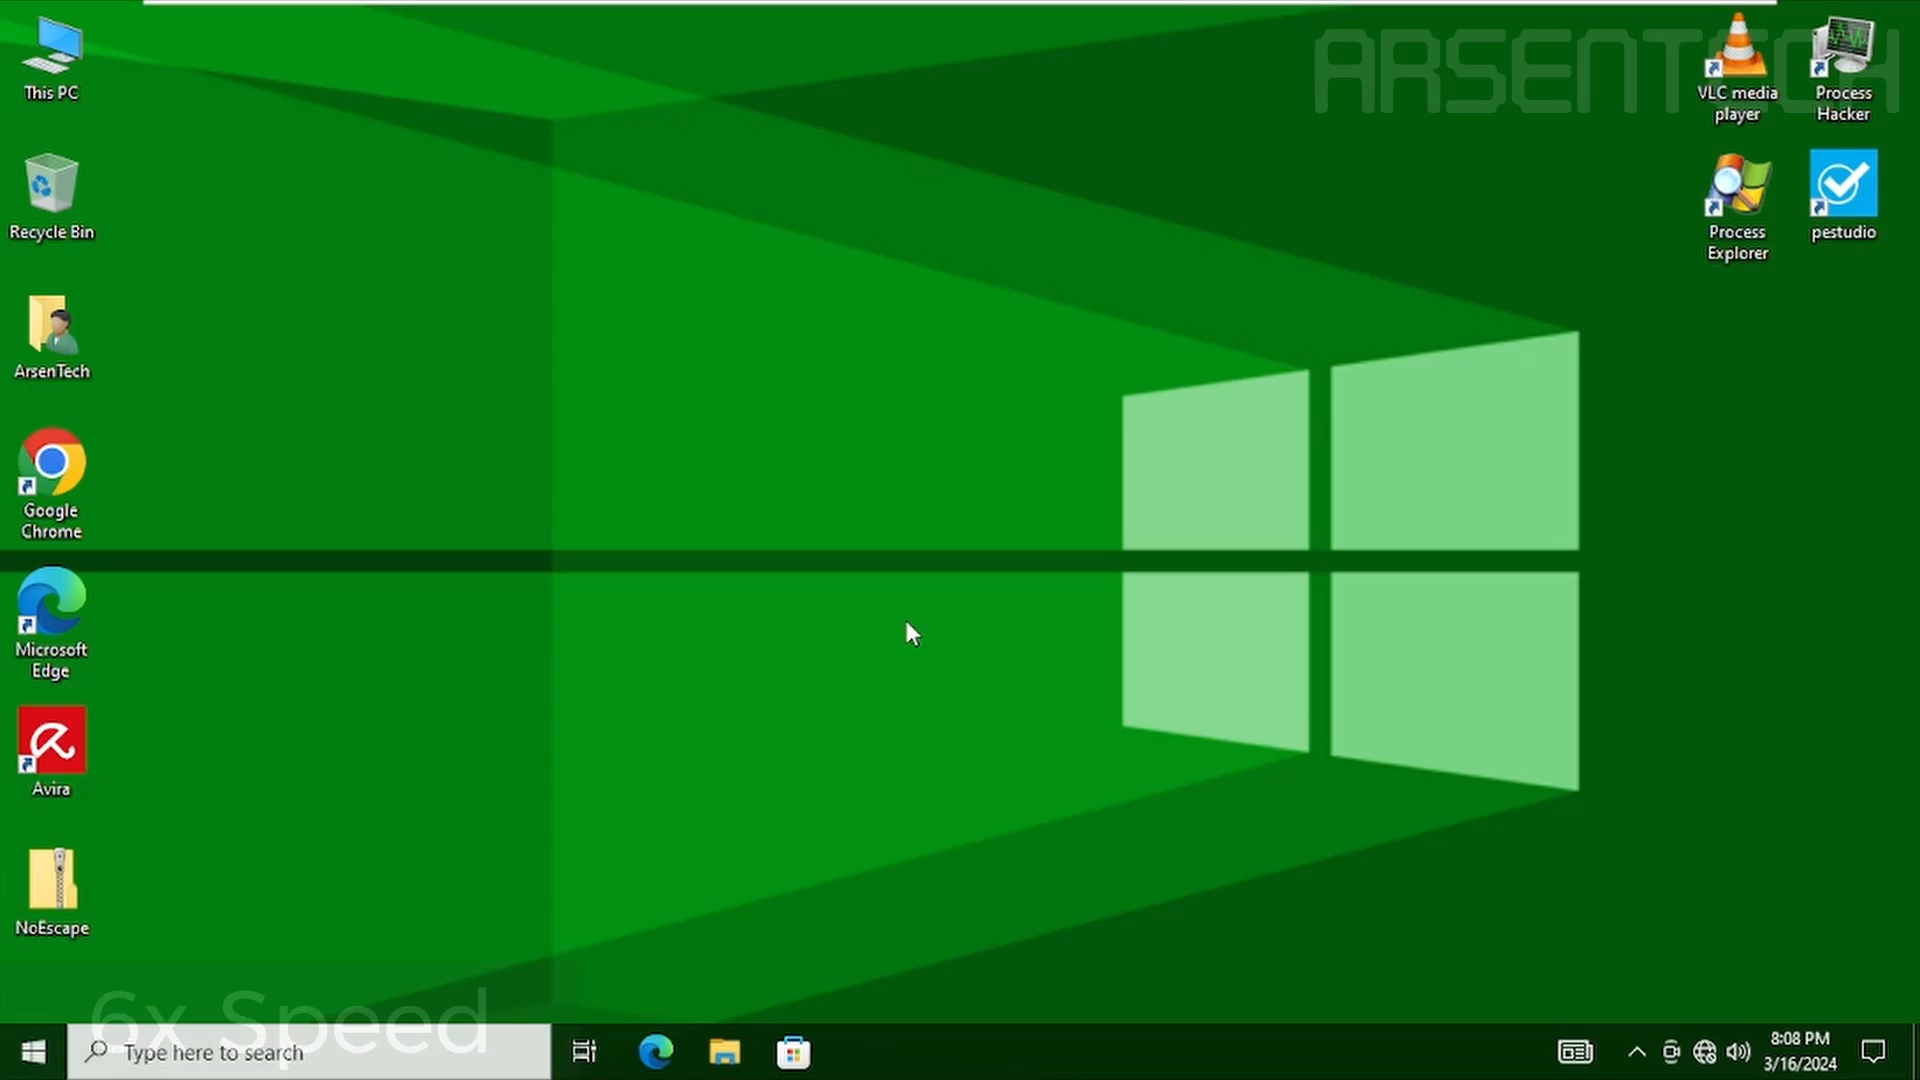 This PC
Recycle Bin
ArsenTech
Google
Chrome
Microsoft
Edge
Avira
NoEscape
ARSENTECH
VLC media
player
Process
Hacker
Process
Explorer
pestudio
6x Speed
Type here to search
8:08 PM
3/16/2024